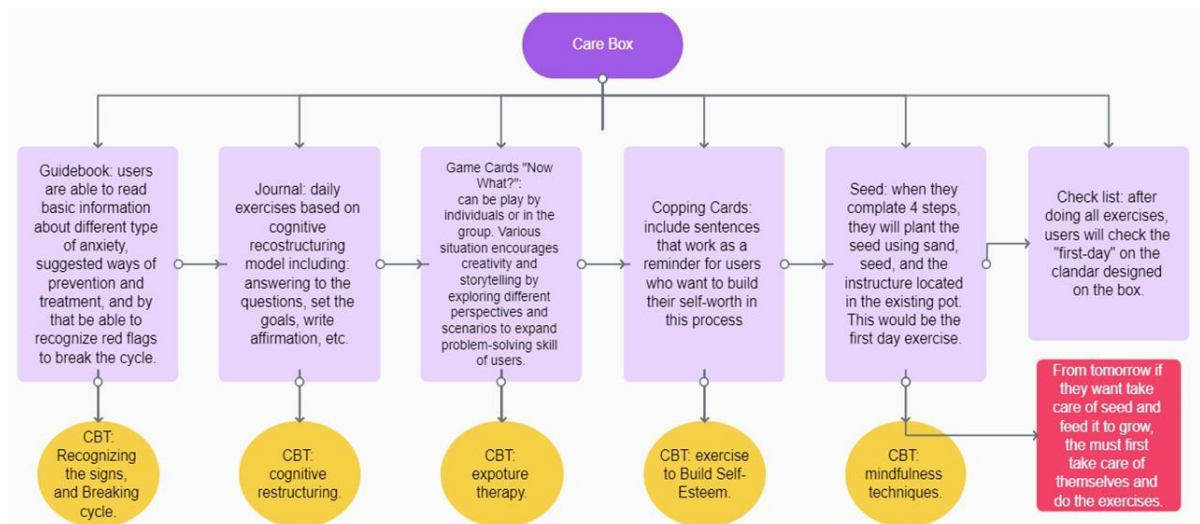 Care Box
Guidebook: users
are able to read
basic information
about different type
of anxiety,
suggested ways of
prevention and
treatment, and by
that be able to
recognize red flags
to break the cycle.
Journal: daily
exercises based on
cognitive
recostructuring
model including:
answering to the
questions, set the
goals, write
affirmation, etc.
Game Cards "Now
What?":
can be play by
individuals or in the
group. Various
situation encourages
creativity and
storytelling by
exploring different
perspectives and
scenarios to expand
problem-solving skill
of users.
Copping Cards:
include sentences
that work as a
reminder for users
who want to build
their self-worth in
this process
Seed: when they
complate 4 steps,
they will plant the
seed using sand,
seed, and the
instructure located
in the existing pot.
This would be the
first day exercise.
Check list: after
doing all exercises,
users will check the
"first-day" on the
clandar designed
on the box.
CBT:
Recognizing
the signs,
and Breaking
cycle.
CBT:
cognitive
restructuring.
CBT:
expoture
therapy.
CBT: exercise
to Build Self-
Esteem.
CBT:
mindfulness
techniques.
From tomorrow if
they want take
care of seed and
feed it to grow,
the must first
take care of
themselves and
do the exercises.